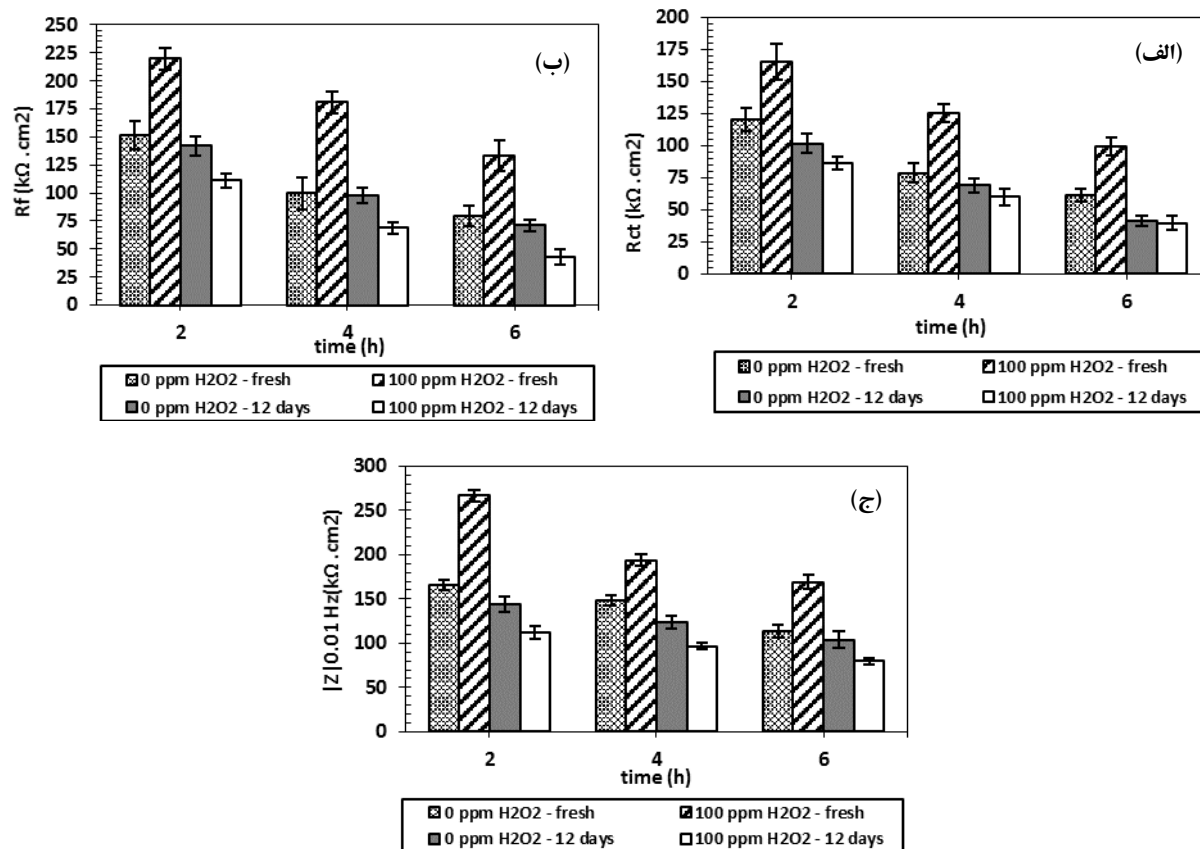 250
225
200
175
150
125
100
75
50
25
0
Rf (kΩ .cm2)
(ب)
2 4 6
time (h)
0 ppm H2O2 - fresh 100 ppm H2O2 - fresh
0 ppm H2O2 - 12 days 100 ppm H2O2 - 12 days
200
175
150
125
100
75
50
25
0
Rct (kΩ .cm2)
(الف)
2 4 6
time (h)
0 ppm H2O2 - fresh 100 ppm H2O2 - fresh
0 ppm H2O2 - 12 days 100 ppm H2O2 - 12 days
300
250
200
150
100
50
0
|Z|0.01 Hz(kΩ .cm2)
(ج)
2 4 6
time (h)
0 ppm H2O2 - fresh 100 ppm H2O2 - fresh
0 ppm H2O2 - 12 days 100 ppm H2O2 - 12 days